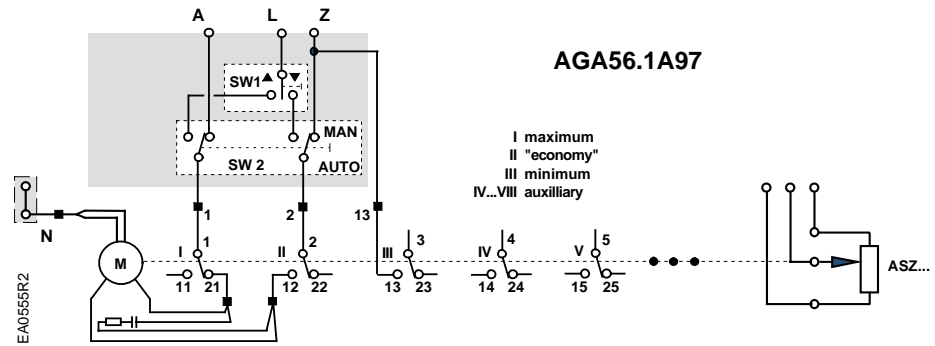 A L Z
AGA56.1A97
SW1 ▲ ▼
MAN
SW 2 AUTO
I maximum
II "economy"
III minimum
IV...VIII auxilliary
1 2 13
N
I 1 II 2 III 3 IV 4 V 5
M
11 21 12 22 13 23 14 24 15 25
ASZ...
EA0555R2